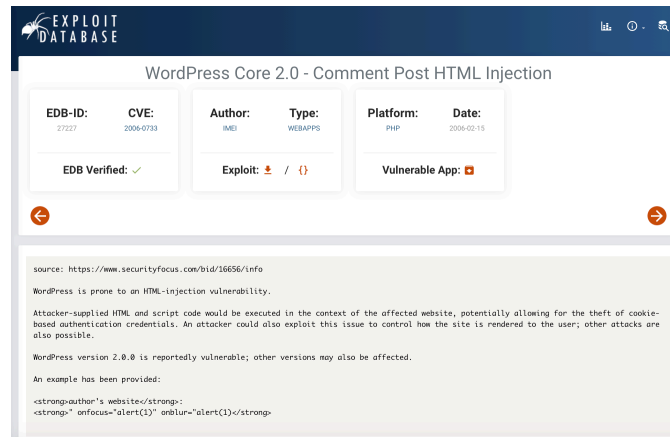 EXPLOIT
DATABASE
WordPress Core 2.0 - Comment Post HTML Injection
EDB-ID:
27227
CVE:
2006-0733
EDB Verified:
Author:
IMEI
Type:
WEBAPPS
Exploit: / {}
Platform:
PHP
Date:
2006-02-15
Vulnerable App:
source: https://www.securityfocus.com/bid/16656/info
WordPress is prone to an HTML-injection vulnerability.
Attacker-supplied HTML and script code would be executed in the context of the affected website, potentially allowing for the theft of cookie-
based authentication credentials. An attacker could also exploit this issue to control how the site is rendered to the user; other attacks are
also possible.
WordPress version 2.0.0 is reportedly vulnerable; other versions may also be affected.
An example has been provided:
<strong>author's website</strong>:
<strong>" onfocus="alert(1)" onblur="alert(1)</strong>